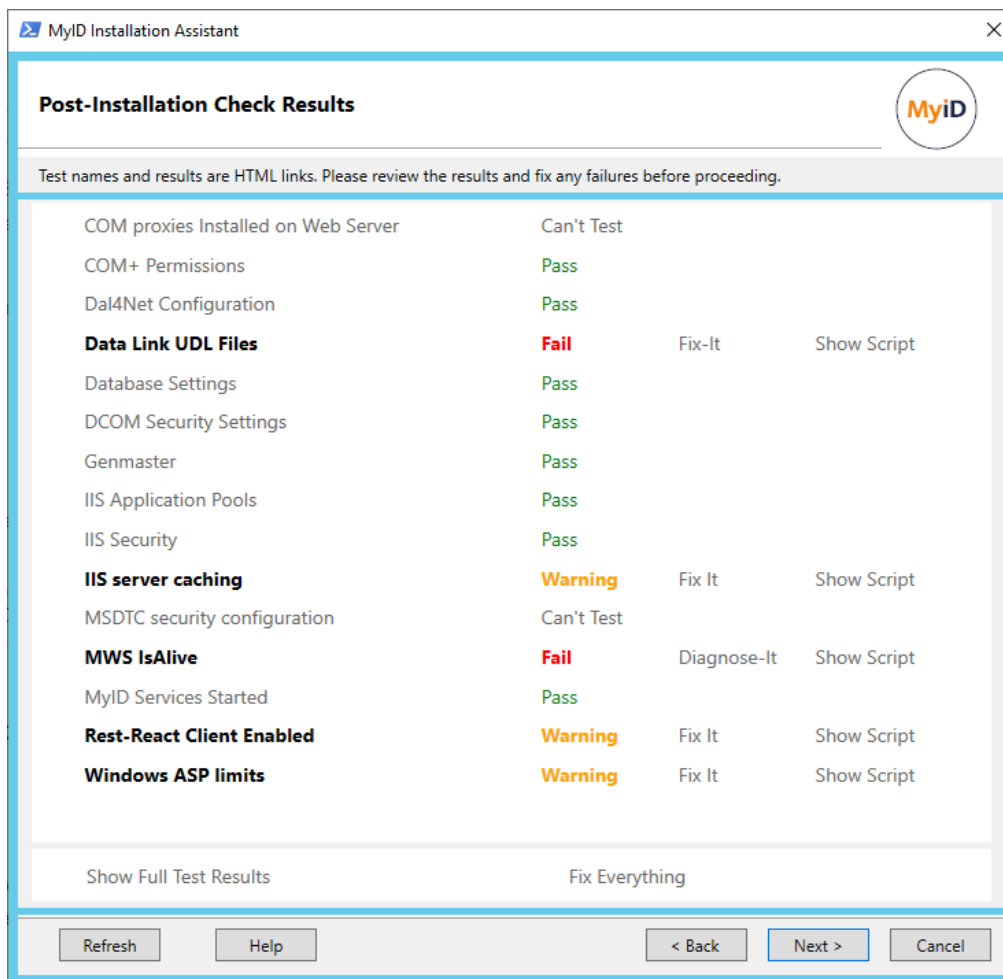 MyID Installation Assistant
Post-Installation Check Results
MyiD
Test names and results are HTML links. Please review the results and fix any failures before proceeding.
COM proxies Installed on Web Server Can't Test
COM+ Permissions Pass
Dal4Net Configuration Pass
Data Link UDL Files Fail Fix-It Show Script
Database Settings Pass
DCOM Security Settings Pass
Genmaster Pass
IIS Application Pools Pass
IIS Security Pass
IIS server caching Warning Fix It Show Script
MSDTC security configuration Can't Test
MWS IsAlive Fail Diagnose-It Show Script
MyID Services Started Pass
Rest-React Client Enabled Warning Fix It Show Script
Windows ASP limits Warning Fix It Show Script
Show Full Test Results Fix Everything
Refresh Help < Back Next > Cancel